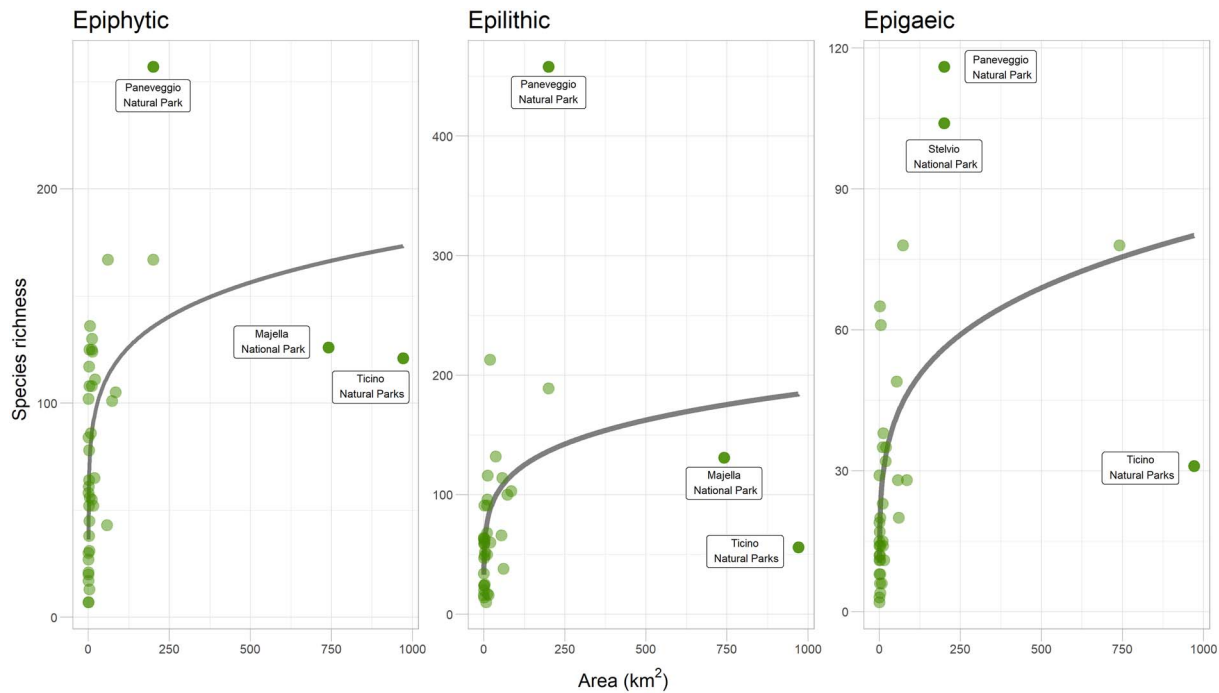 Epiphytic
Epilithic
Epigaeic
Species richness
200
100
0
Paneveggio
Natural Park
Majella
National Park
Ticino
Natural Parks
0
250
500
750
1000
400
300
200
100
0
Paneveggio
Natural Park
Majella
National Park
Ticino
Natural Parks
0
250
500
750
1000
120
90
60
30
0
Paneveggio
Natural Park
Stelvio
National Park
Ticino
Natural Parks
0
250
500
750
1000
Area (km²)